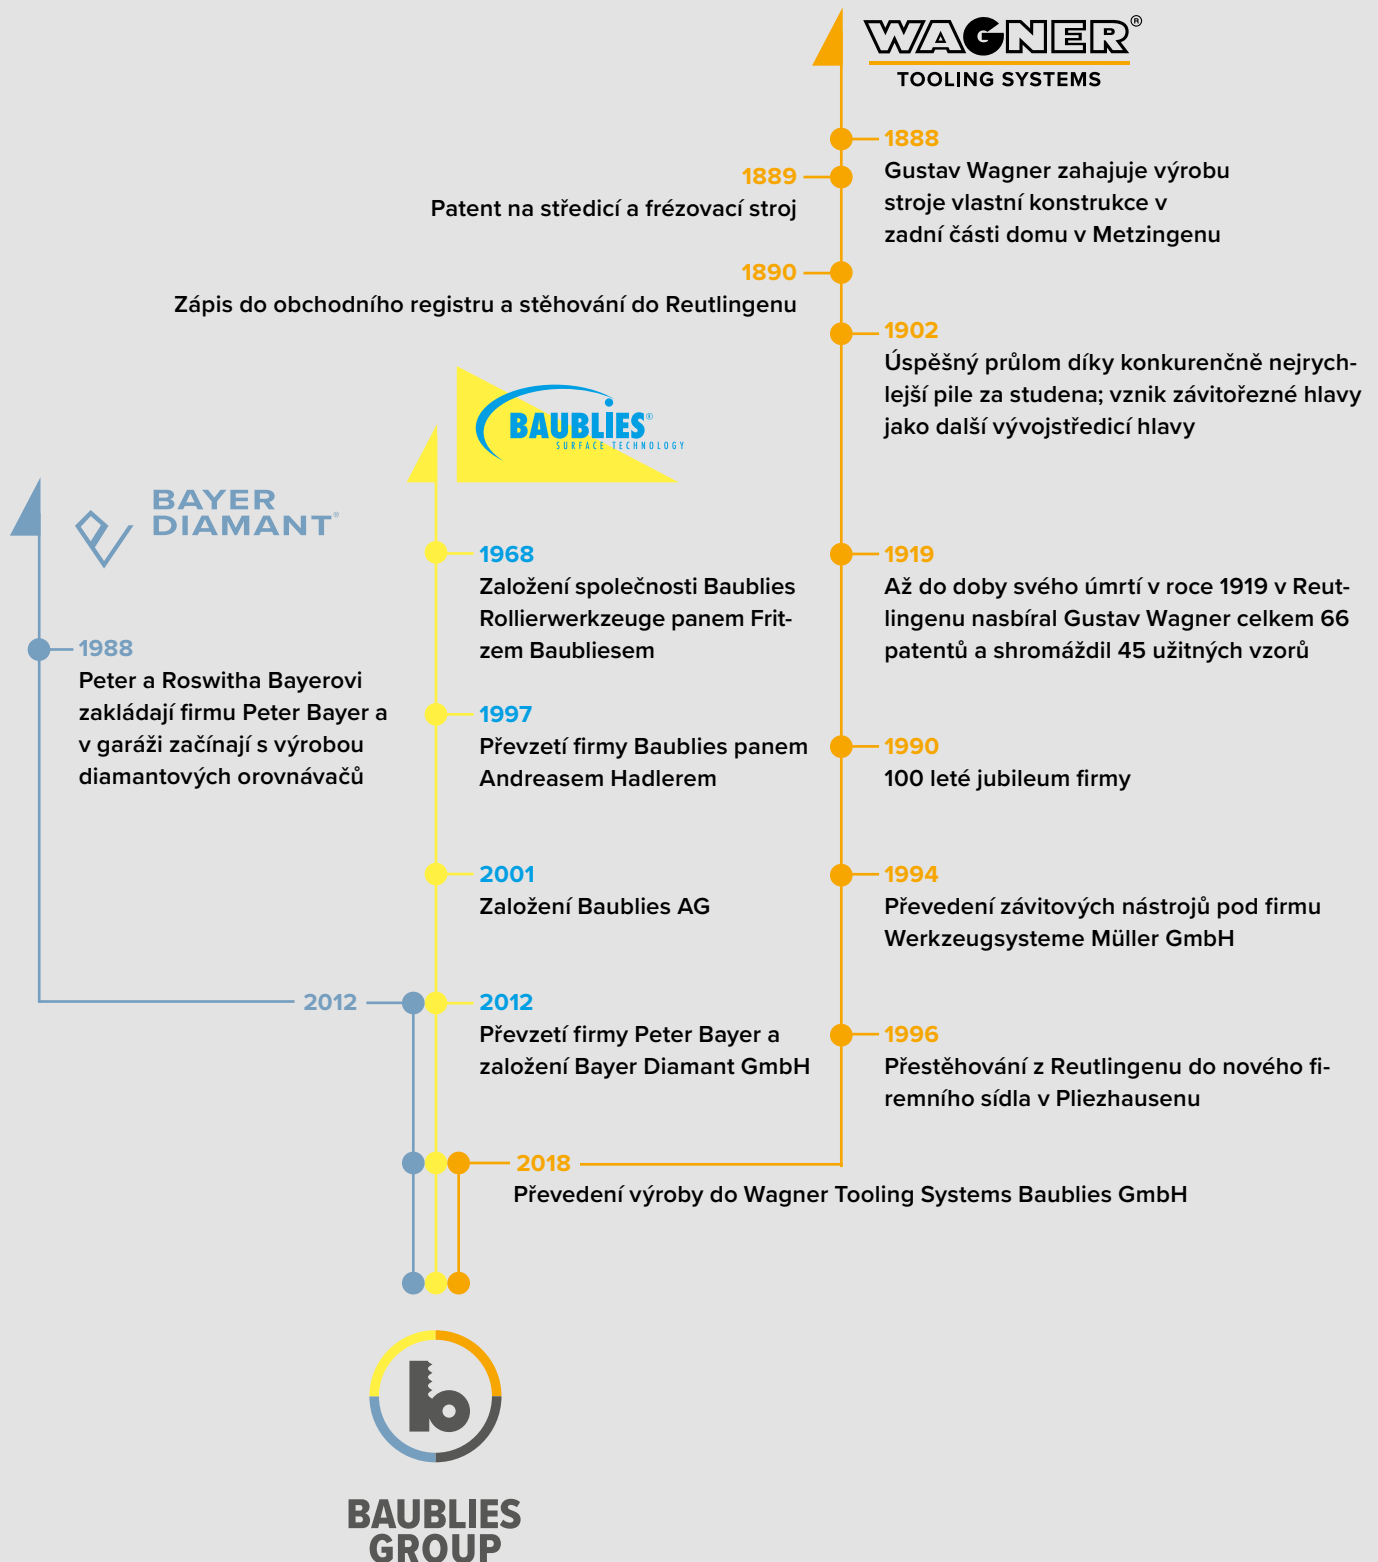 WAGNER®
TOOLING SYSTEMS
1888
Gustav Wagner zahajuje výrobu
stroje vlastní konstrukce v
zadní části domu v Metzingenu
1889
Patent na středicí a frézovací stroj
1890
Zápis do obchodního registru a stěhování do Reutlingenu
1902
Úspěšný průlom díky konkurenčně nejrych-
lejší pile za studena; vznik závitořezné hlavy
jako další vývojstředicí hlavy
1919
Až do doby svého úmrtí v roce 1919 v Reut-
lingenu nasbíral Gustav Wagner celkem 66
patentů a shromáždil 45 užitných vzorů
1990
100 leté jubileum firmy
1994
Převedení závitových nástrojů pod firmu
Werkzeugsysteme Müller GmbH
1996
Přestěhování z Reutlingenu do nového fi-
remního sídla v Pliezhausenu
BAUBLIES®
SURFACE TECHNOLOGY
1968
Založení společnosti Baublies
Rollierwerkzeuge panem Frit-
zem Baubliesem
1997
Převzetí firmy Baublies panem
Andreasem Hadlerem
2001
Založení Baublies AG
2012
Převzetí firmy Peter Bayer a
založení Bayer Diamant GmbH
BAYER
DIAMANT®
1988
Peter a Roswitha Bayerovi
zakládají firmu Peter Bayer a
v garáži začínají s výrobou
diamantových orovnávačů
2012
2018
Převedení výroby do Wagner Tooling Systems Baublies GmbH
b
BAUBLIES
GROUP